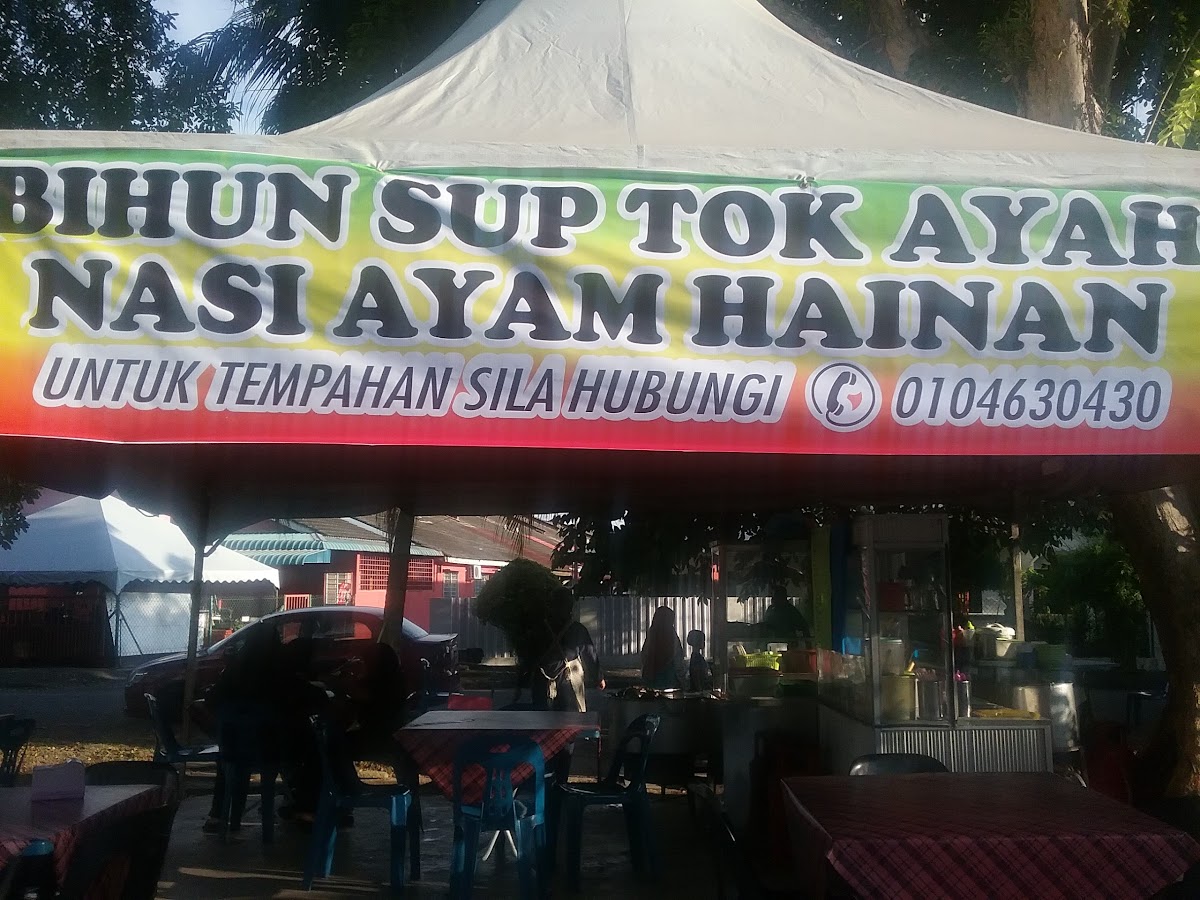 BIHUN SUP TOK AYAH
NASI AYAM HAINAN
UNTUK TEMPAHAN SILA HUBUNGI 0104630430